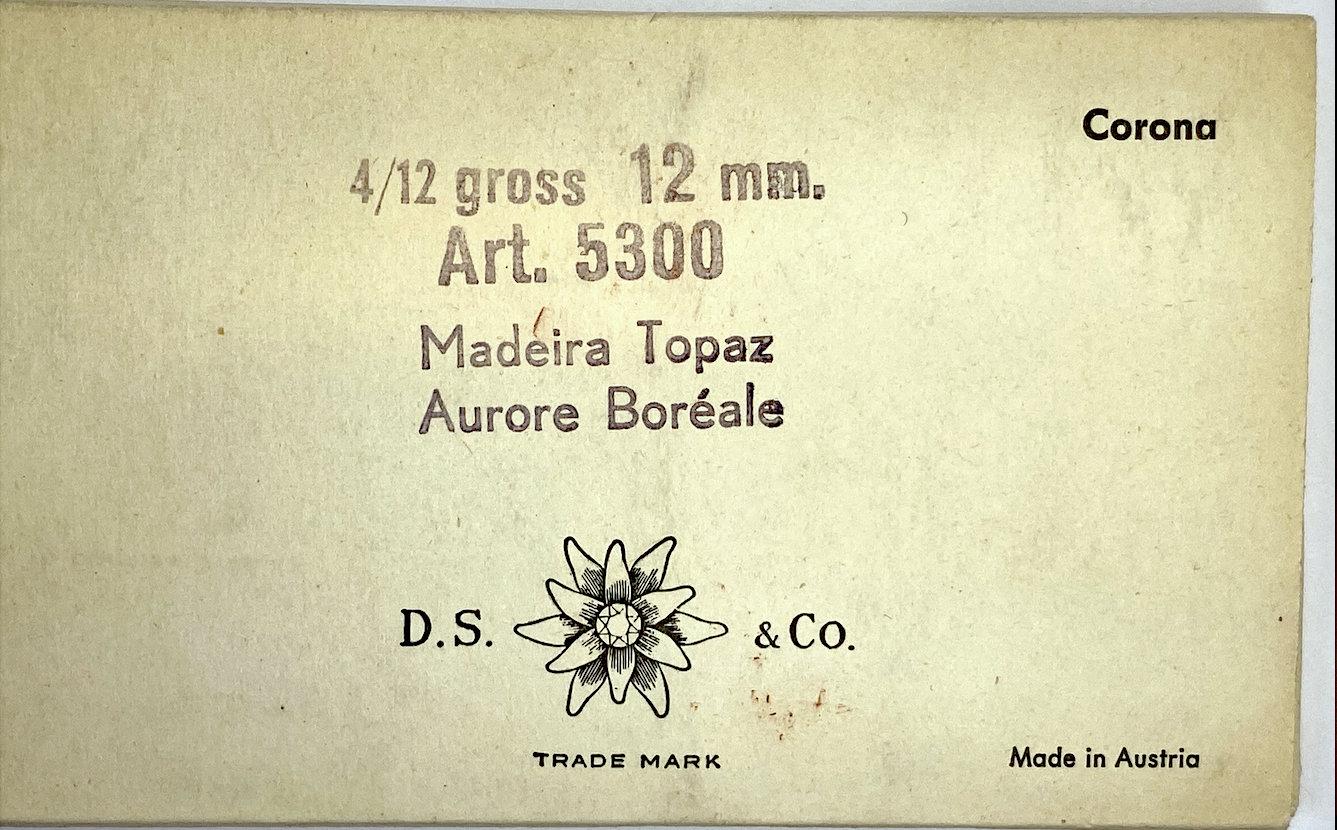 Corona
4/12 gross 12 mm.
Art. 5300
Madeira Topaz
Aurore Boréale
D.S. & Co.
TRADE MARK
Made in Austria